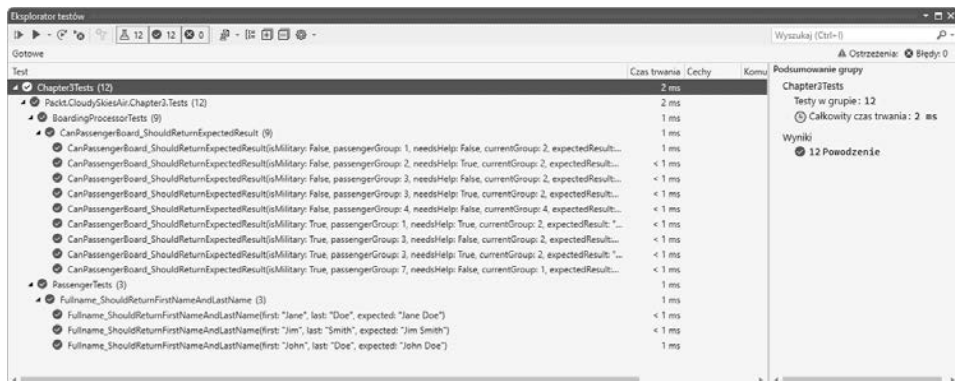 Eksplorator testów
12 12 0
Wyszukaj (Ctrl+I)
Gotowe
Ostrzeżenia: Błędy: 0
Test Czas trwania Cechy Komu
Chapter3Tests (12) 2 ms
Packt.CloudySkiesAir.Chapter3.Tests (12) 2 ms
BoardingProcessorTests (9) 1 ms
CanPassengerBoard_ShouldReturnExpectedResult (9) 1 ms
CanPassengerBoard_ShouldReturnExpectedResult(isMilitary: False, passengerGroup: 1, needsHelp: False, currentGroup: 2, expectedResult:... 1 ms
CanPassengerBoard_ShouldReturnExpectedResult(isMilitary: False, passengerGroup: 2, needsHelp: True, currentGroup: 2, expectedResult:... < 1 ms
CanPassengerBoard_ShouldReturnExpectedResult(isMilitary: False, passengerGroup: 3, needsHelp: False, currentGroup: 2, expectedResult:... < 1 ms
CanPassengerBoard_ShouldReturnExpectedResult(isMilitary: False, passengerGroup: 3, needsHelp: True, currentGroup: 2, expectedResult:... < 1 ms
CanPassengerBoard_ShouldReturnExpectedResult(isMilitary: False, passengerGroup: 4, needsHelp: False, currentGroup: 4, expectedResult:... < 1 ms
CanPassengerBoard_ShouldReturnExpectedResult(isMilitary: True, passengerGroup: 1, needsHelp: True, currentGroup: 2, expectedResult: "... < 1 ms
CanPassengerBoard_ShouldReturnExpectedResult(isMilitary: True, passengerGroup: 3, needsHelp: False, currentGroup: 2, expectedResult:... < 1 ms
CanPassengerBoard_ShouldReturnExpectedResult(isMilitary: True, passengerGroup: 3, needsHelp: True, currentGroup: 2, expectedResult: "... < 1 ms
CanPassengerBoard_ShouldReturnExpectedResult(isMilitary: True, passengerGroup: 7, needsHelp: False, currentGroup: 1, expectedResult:... < 1 ms
PassengerTests (3) 1 ms
Fullname_ShouldReturnFirstNameAndLastName (3) 1 ms
Fullname_ShouldReturnFirstNameAndLastName(first: "Jane", last: "Doe", expected: "Jane Doe") < 1 ms
Fullname_ShouldReturnFirstNameAndLastName(first: "Jim", last: "Smith", expected: "Jim Smith") < 1 ms
Fullname_ShouldReturnFirstNameAndLastName(first: "John", last: "Doe", expected: "John Doe") 1 ms
Podsumowanie grupy
Chapter3Tests
Testy w grupie: 12
Całkowity czas trwania: 2 ms
Wyniki
12 Powodzenie